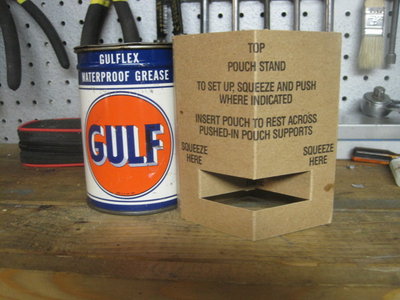 GULFLEX
WATERPROOF GREASE
GULF
TOP
POUCH STAND
TO SET UP, SQUEEZE AND PUSH
WHERE INDICATED
INSERT POUCH TO REST ACROSS
PUSHED-IN POUCH SUPPORTS
SQUEEZE
HERE
SQUEEZE
HERE